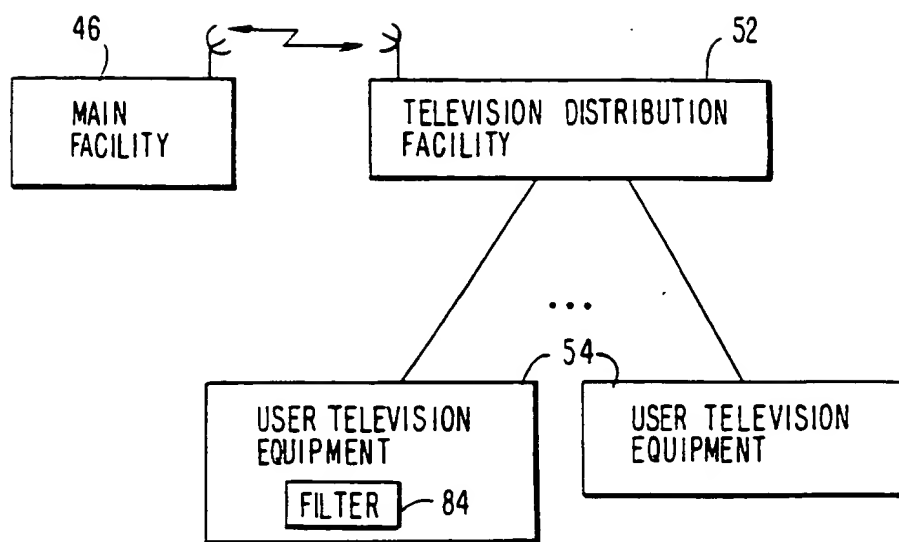 46
52
MAIN
FACILITY
TELEVISION DISTRIBUTION
FACILITY
...
54
USER TELEVISION
EQUIPMENT
FILTER
84
USER TELEVISION
EQUIPMENT